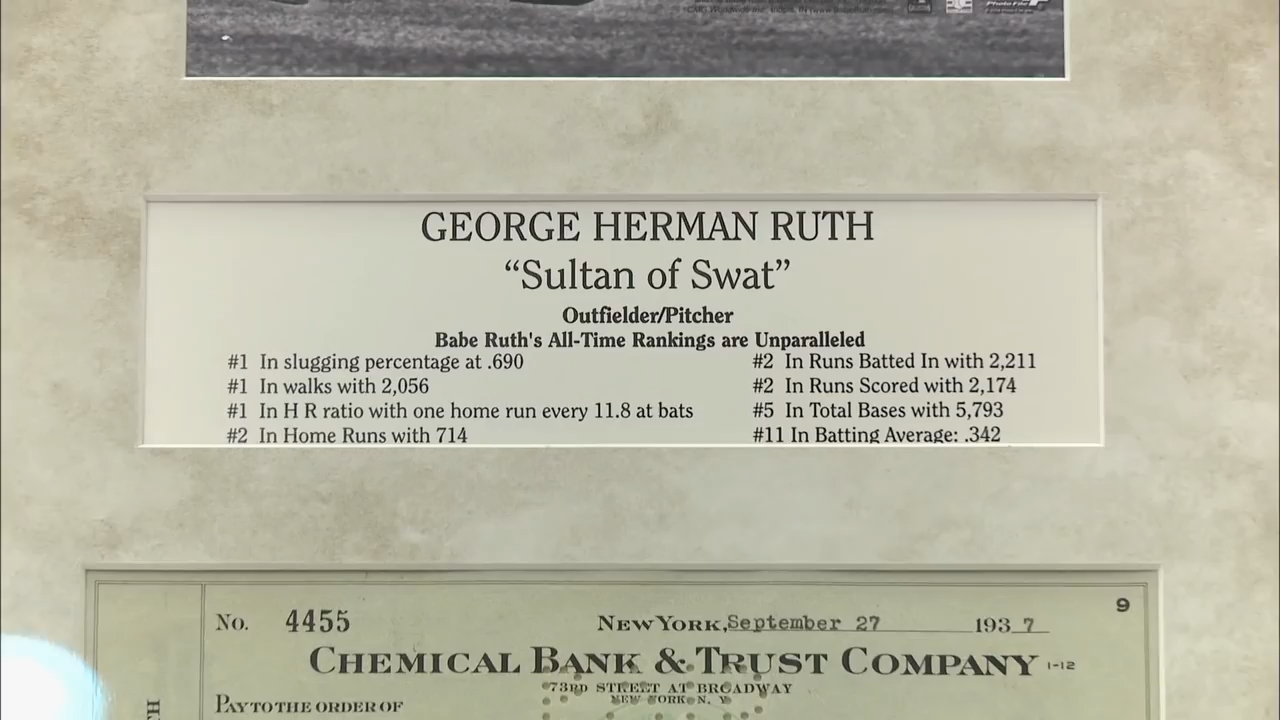 GEORGE HERMAN RUTH
“Sultan of Swat”
Outfielder/Pitcher
Babe Ruth's All-Time Rankings are Unparalleled
#1 In slugging percentage at .690
#1 In walks with 2,056
#1 In H R ratio with one home run every 11.8 at bats
#2 In Home Runs with 714
#2 In Runs Batted In with 2,211
#2 In Runs Scored with 2,174
#5 In Total Bases with 5,793
#11 In Batting Average: .342
9
No. 4455
NEW YORK, September 27 1937
CHEMICAL BANK & TRUST COMPANY 1-12
73RD STREET AT BROADWAY
NEW YORK, N. Y.
PAY TO THE ORDER OF